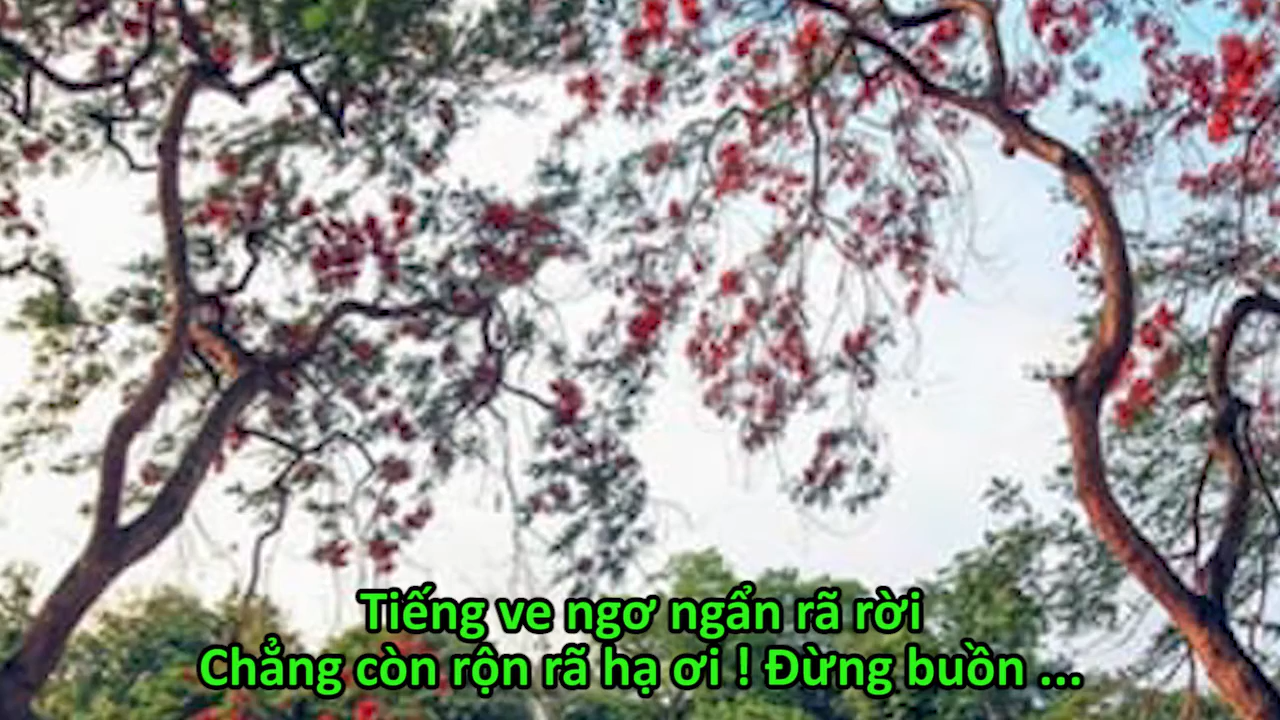 Tiếng ve ngơ ngẩn rã rời
Chẳng còn rộn rã hạ ơi ! Đừng buồn ...